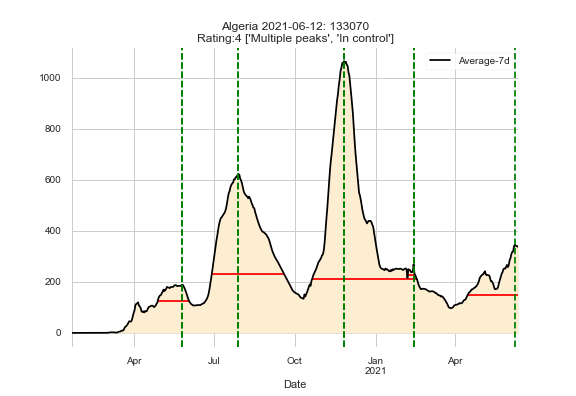 Algeria 2021-06-12: 133070
Rating:4 ['Multiple peaks', 'In control']
Average-7d
1000
800
600
400
200
0
Apr
Jul
Oct
Jan
2021
Apr
Date